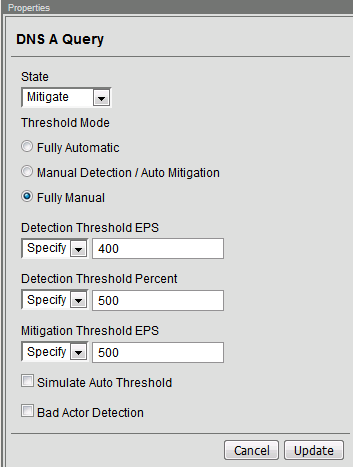 Properties
DNS A Query
State
Mitigate
Threshold Mode
Fully Automatic
Manual Detection / Auto Mitigation
Fully Manual
Detection Threshold EPS
Specify 400
Detection Threshold Percent
Specify 500
Mitigation Threshold EPS
Specify 500
Simulate Auto Threshold
Bad Actor Detection
Cancel Update